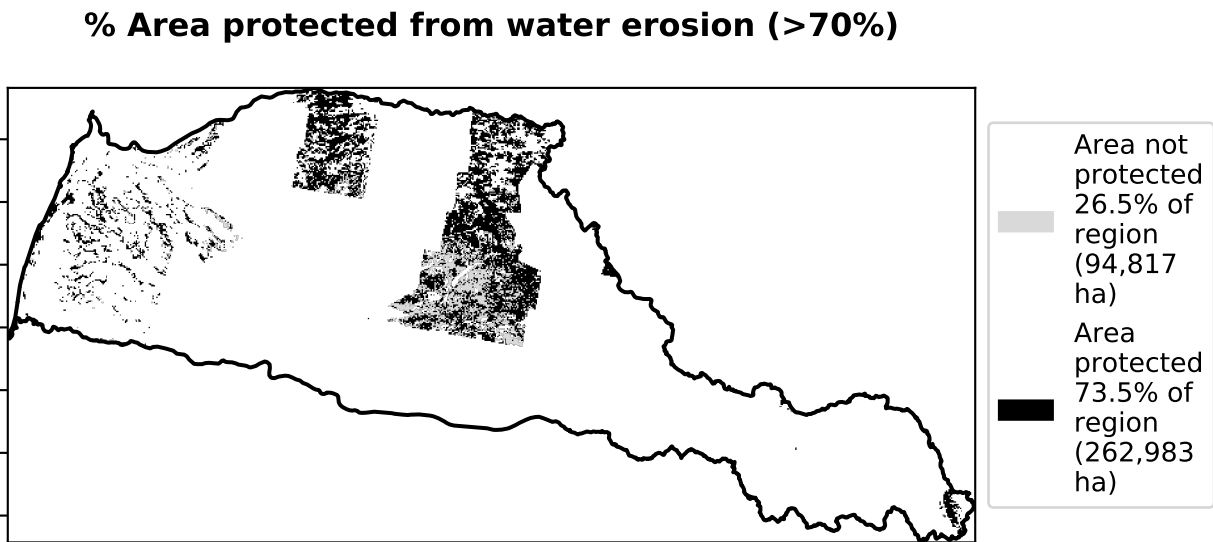 % Area protected from water erosion (>70%)
Area not
protected
26.5% of
region
(94,817
ha)
Area
protected
73.5% of
region
(262,983
ha)